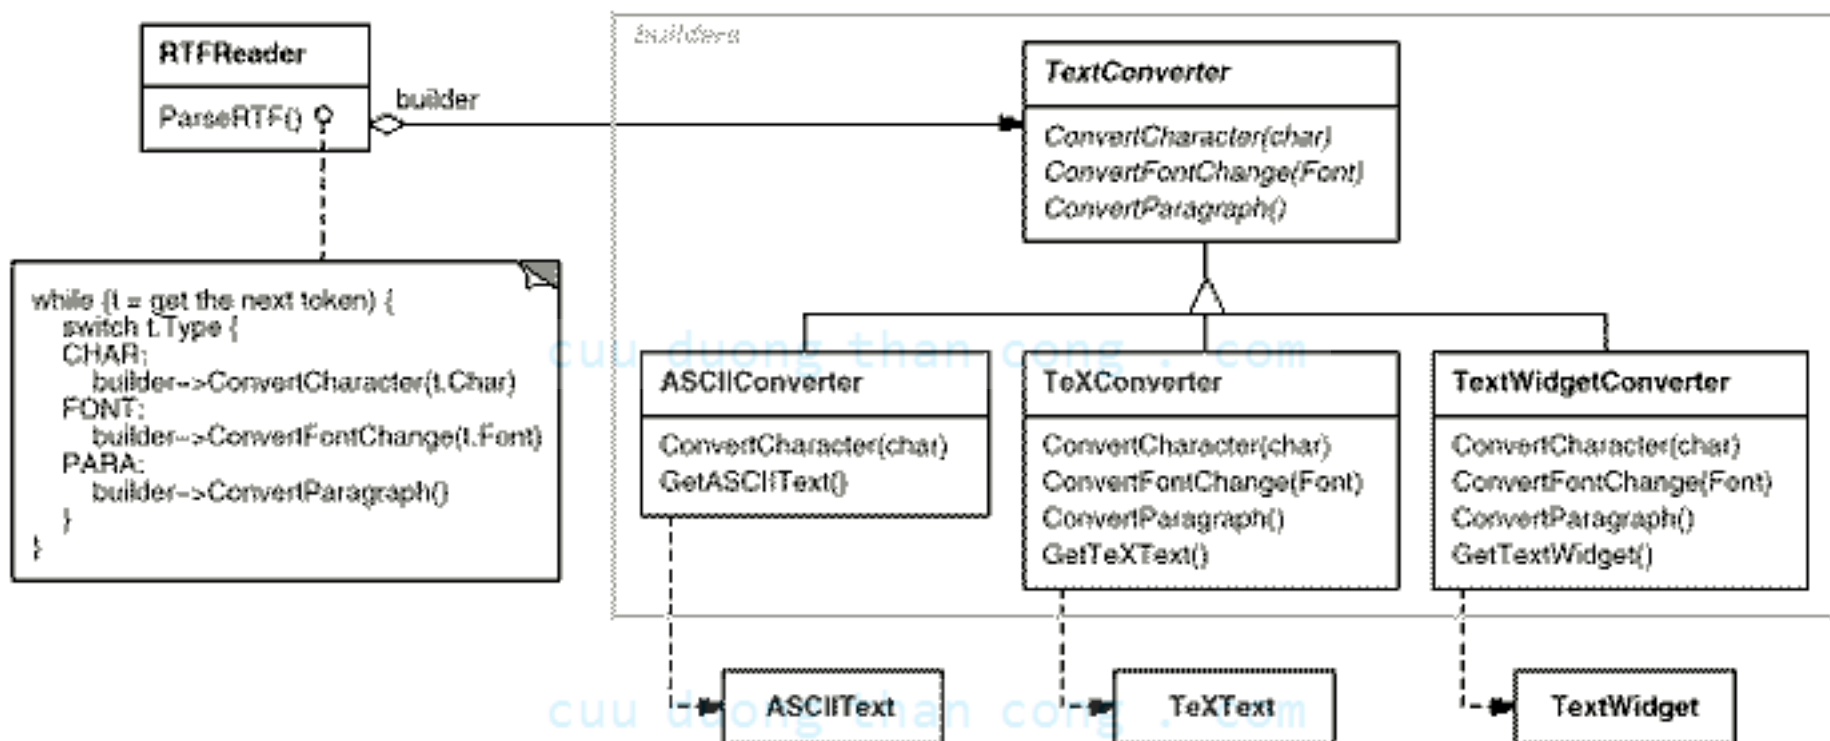 RTFReader
ParseRTF()
builder
builders
TextConverter
ConvertCharacter(char)
ConvertFontChange(Font)
ConvertParagraph()
while (t = get the next token) {
switch t.Type {
CHAR:
builder->ConvertCharacter(t.Char)
FONT:
builder->ConvertFontChange(t.Font)
PARA:
builder->ConvertParagraph()
}
}
cuu duong than cong . com
ASCIIConverter
ConvertCharacter(char)
GetASCIIText()
TeXConverter
ConvertCharacter(char)
ConvertFontChange(Font)
ConvertParagraph()
GetTeXText()
TextWidgetConverter
ConvertCharacter(char)
ConvertFontChange(Font)
ConvertParagraph()
GetTextWidget()
ASCIIText
TeXText
TextWidget
cuu duong than cong . com